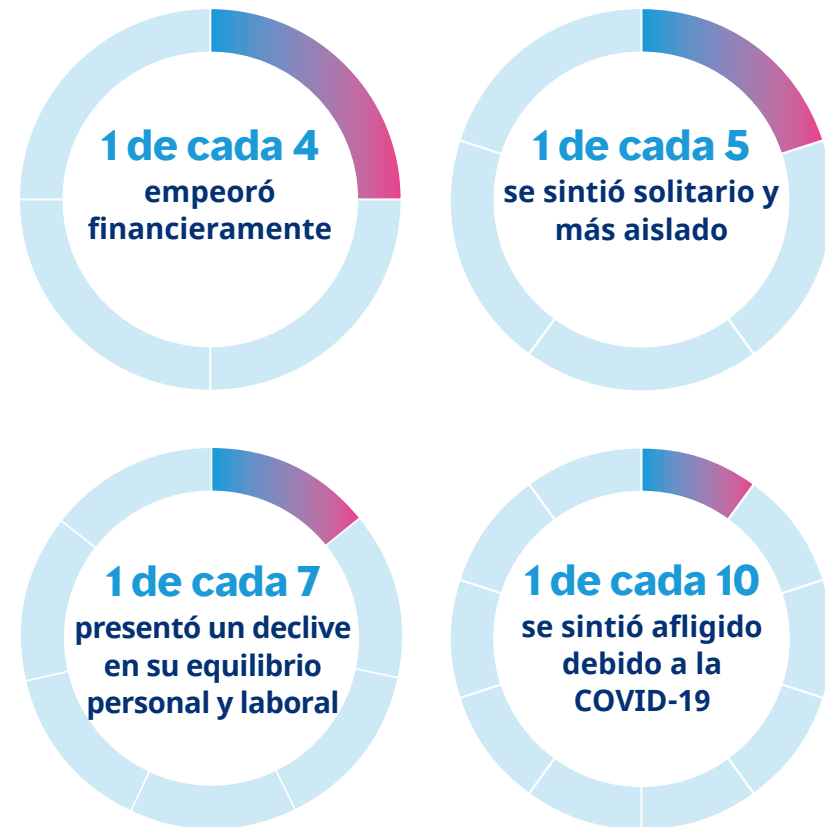 1 de cada 4
empeoró
financieramente
1 de cada 5
se sintió solitario y
más aislado
1 de cada 7
presentó un declive
en su equilibrio
personal y laboral
1 de cada 10
se sintió afligido
debido a la
COVID-19